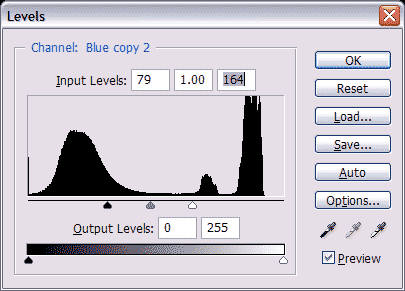 Levels
Channel: Blue copy 2
Input Levels: 79 1.00 164
Output Levels: 0 255
OK
Reset
Load...
Save...
Auto
Options...
Preview